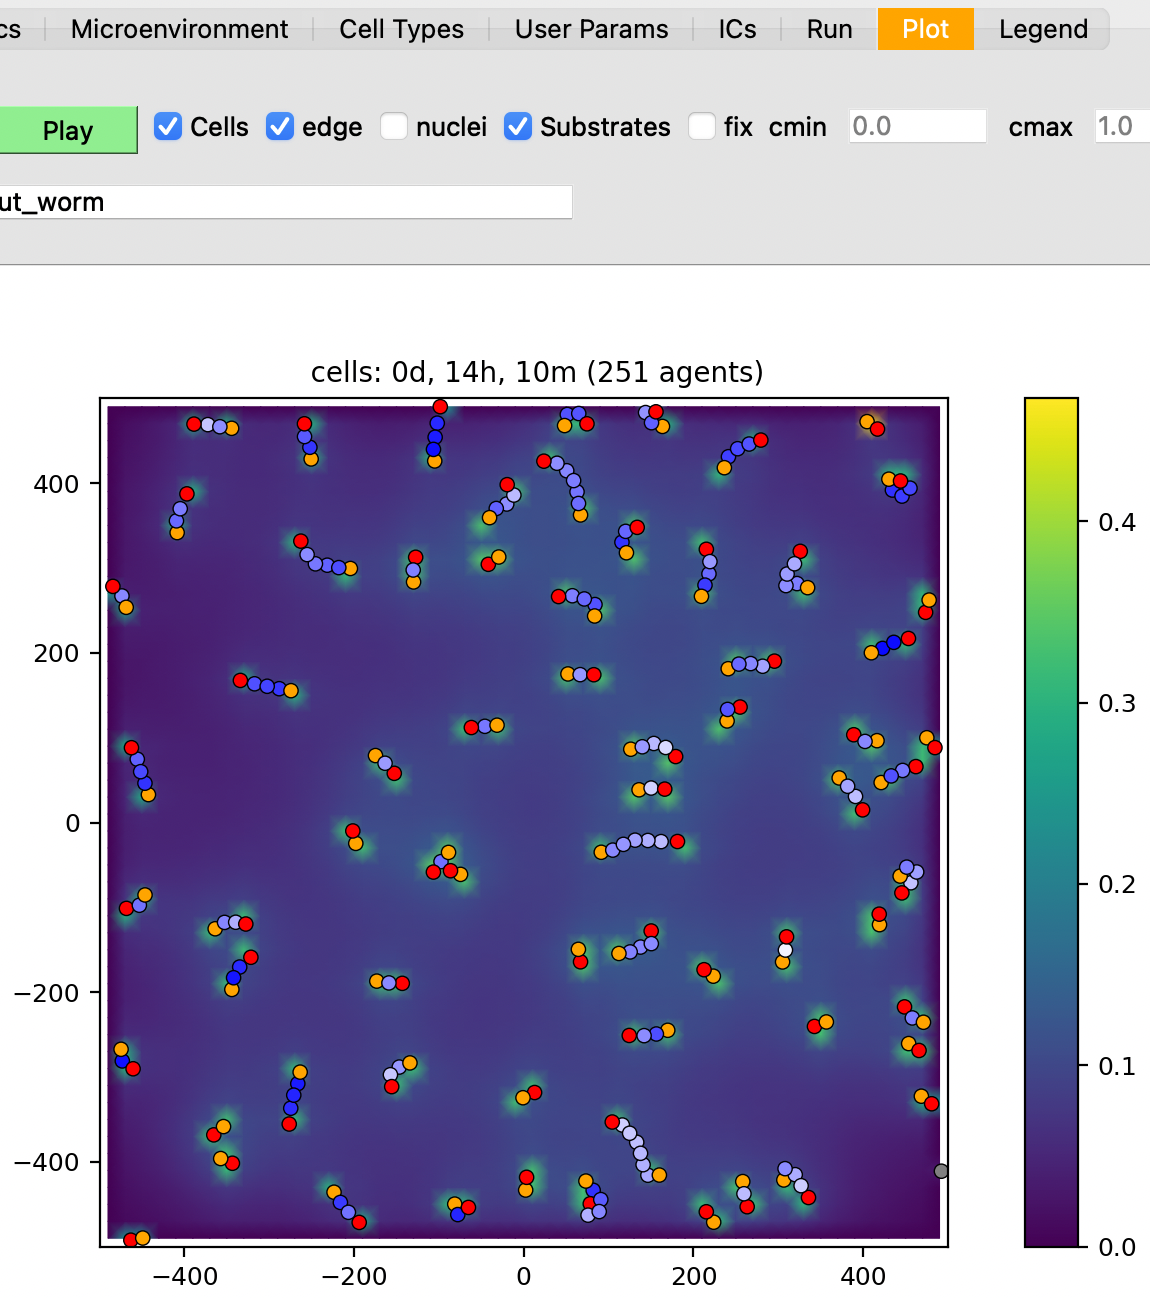 cs Microenvironment Cell Types User Params ICs Run Plot Legend
Play Cells edge nuclei Substrates fix cmin 0.0 cmax 1.0
ut_worm
cells: 0d, 14h, 10m (251 agents)
400
200
0
−200
−400
−400 −200 0 200 400
0.4
0.3
0.2
0.1
0.0